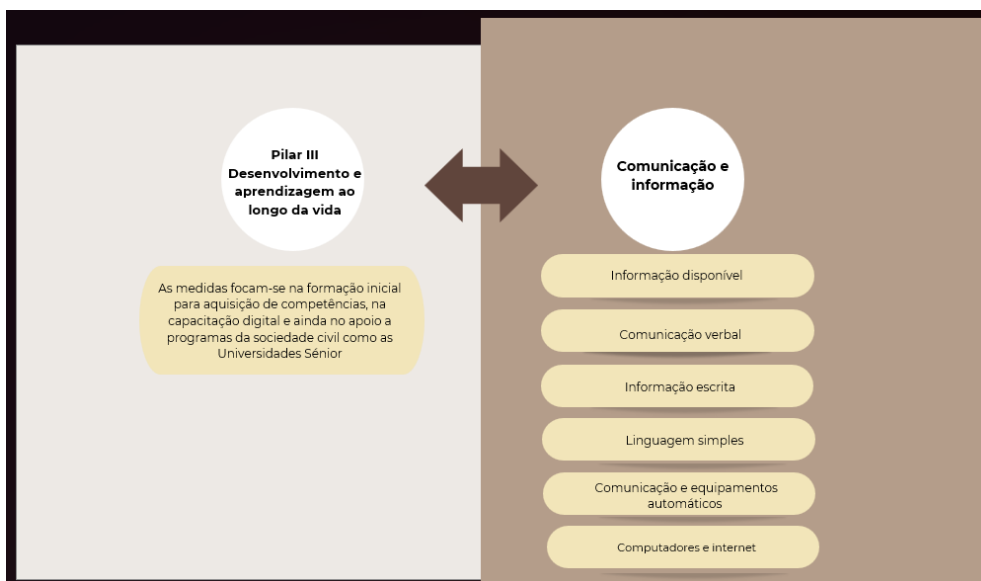 Pilar III
Desenvolvimento e
aprendizagem ao
longo da vida
As medidas focam-se na formação inicial
para aquisição de competências, na
capacitação digital e ainda no apoio a
programas da sociedade civil como as
Universidades Sénior
Comunicação e
informação
Informação disponível
Comunicação verbal
Informação escrita
Linguagem simples
Comunicação e equipamentos
automáticos
Computadores e internet